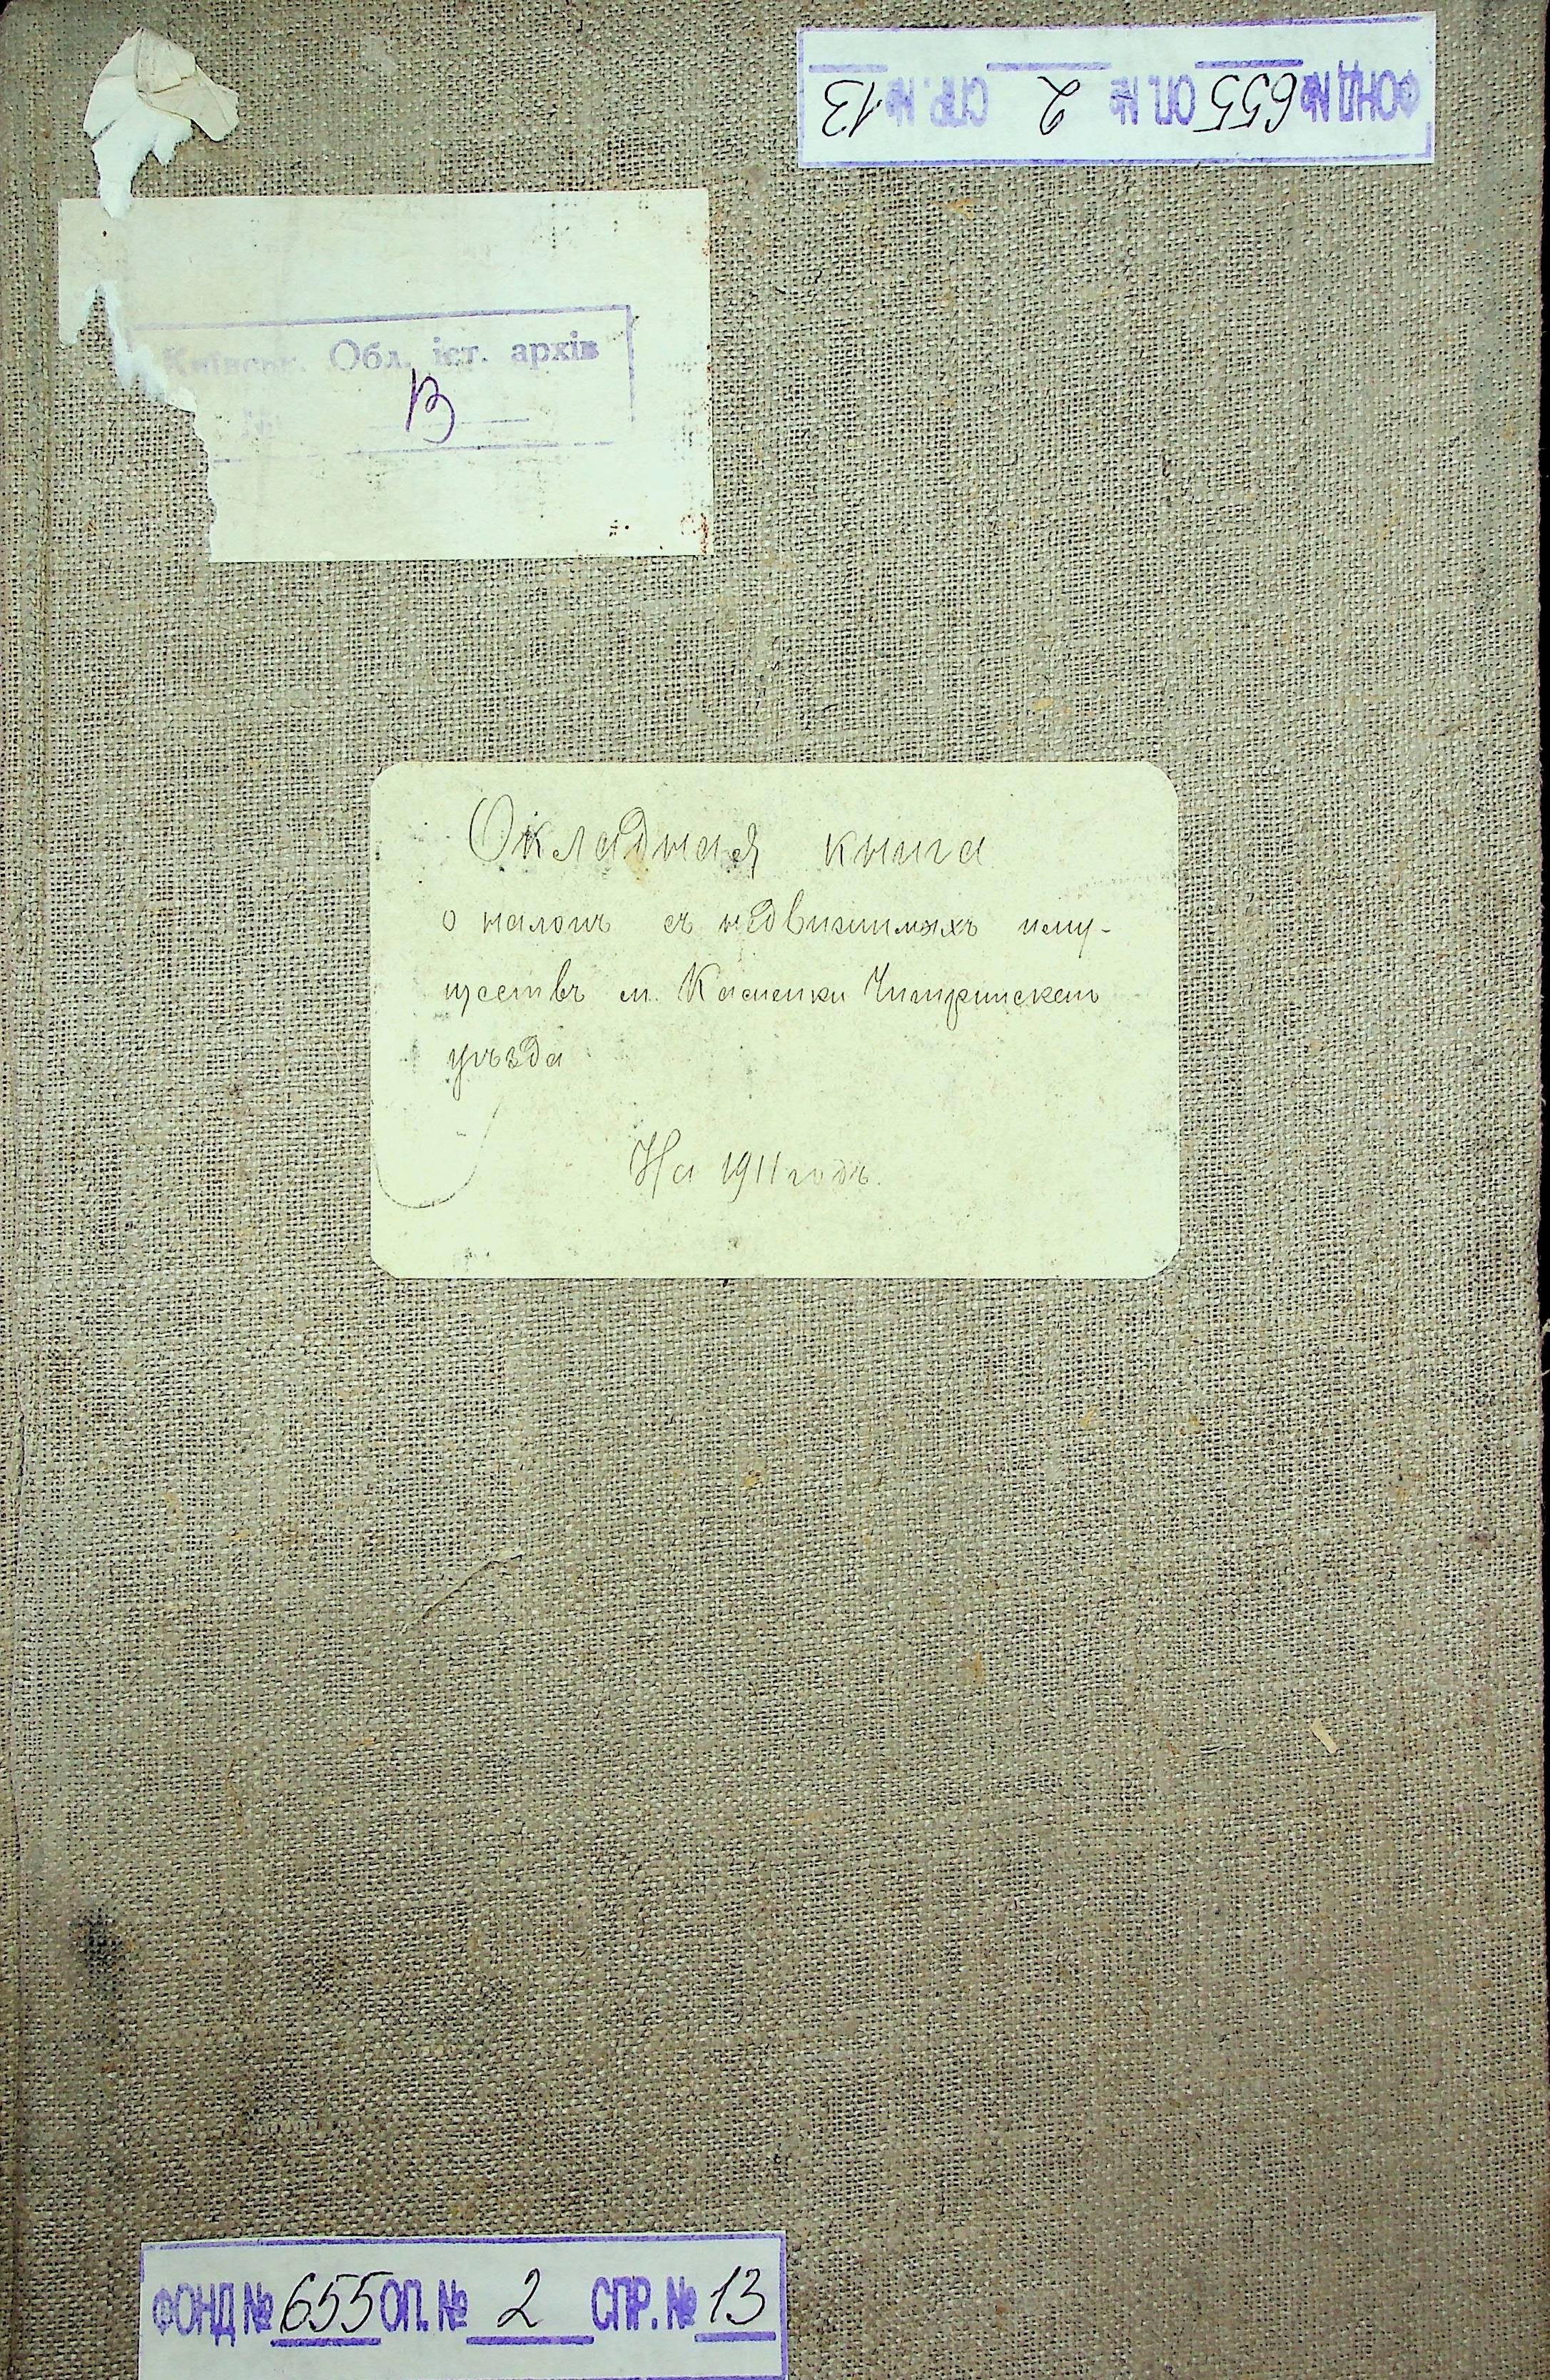 ФОНД № 655 ОП. № 2 СПР. № 13
Київськ. Обл. іст. архів
№ 13
Окладная книга
о налогѣ съ недвижимыхъ иму-
ществъ м. Каменки Чигиринскаго
уѣзда
На 1911 годъ.
ФОНД № 655 ОП. № 2 СПР. № 13